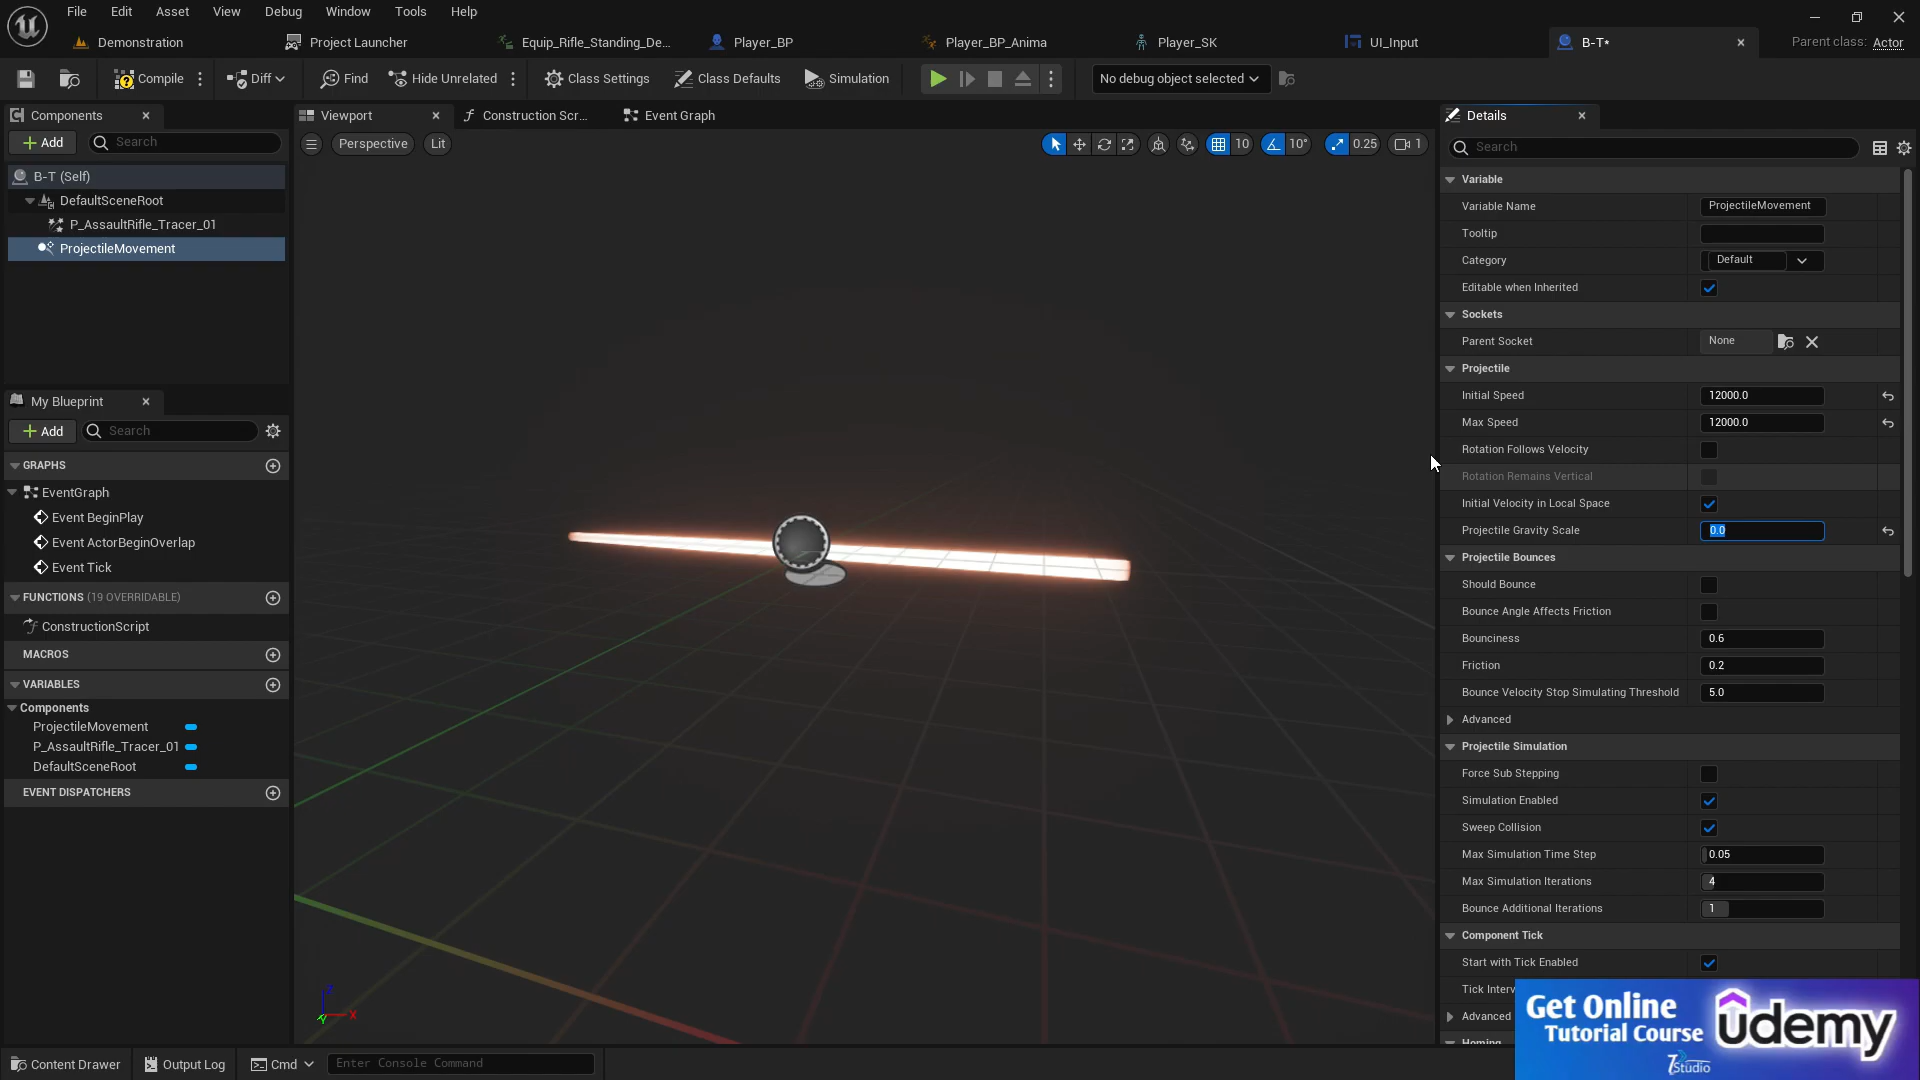 File Edit Asset View Debug Window Tools Help
Demonstration Project Launcher Equip_Rifle_Standing_De... Player_BP Player_BP_Anima Player_SK UI_Input B-T* Parent class: Actor
Compile Diff Find Hide Unrelated Class Settings Class Defaults Simulation No debug object selected
Components
Add Search
B-T (Self)
DefaultSceneRoot
P_AssaultRifle_Tracer_01
ProjectileMovement
My Blueprint
Add Search
GRAPHS
EventGraph
Event BeginPlay
Event ActorBeginOverlap
Event Tick
FUNCTIONS (19 OVERRIDABLE)
ConstructionScript
MACROS
VARIABLES
Components
ProjectileMovement
P_AssaultRifle_Tracer_01
DefaultSceneRoot
EVENT DISPATCHERS
Viewport Construction Scr... Event Graph
Perspective Lit 10 10° 0.25 1
Z
Y X
Details
Search
Variable
Variable Name ProjectileMovement
Tooltip
Category Default
Editable when Inherited
Sockets
Parent Socket None
Projectile
Initial Speed 12000.0
Max Speed 12000.0
Rotation Follows Velocity
Rotation Remains Vertical
Initial Velocity in Local Space
Projectile Gravity Scale 0.0
Projectile Bounces
Should Bounce
Bounce Angle Affects Friction
Bounciness 0.6
Friction 0.2
Bounce Velocity Stop Simulating Threshold 5.0
Advanced
Projectile Simulation
Force Sub Stepping
Simulation Enabled
Sweep Collision
Max Simulation Time Step 0.05
Max Simulation Iterations 4
Bounce Additional Iterations 1
Component Tick
Start with Tick Enabled
Tick Interv
Advanced
Homing
Get Online
Tutorial Course
Udemy
7Studio
Content Drawer Output Log Cmd Enter Console Command